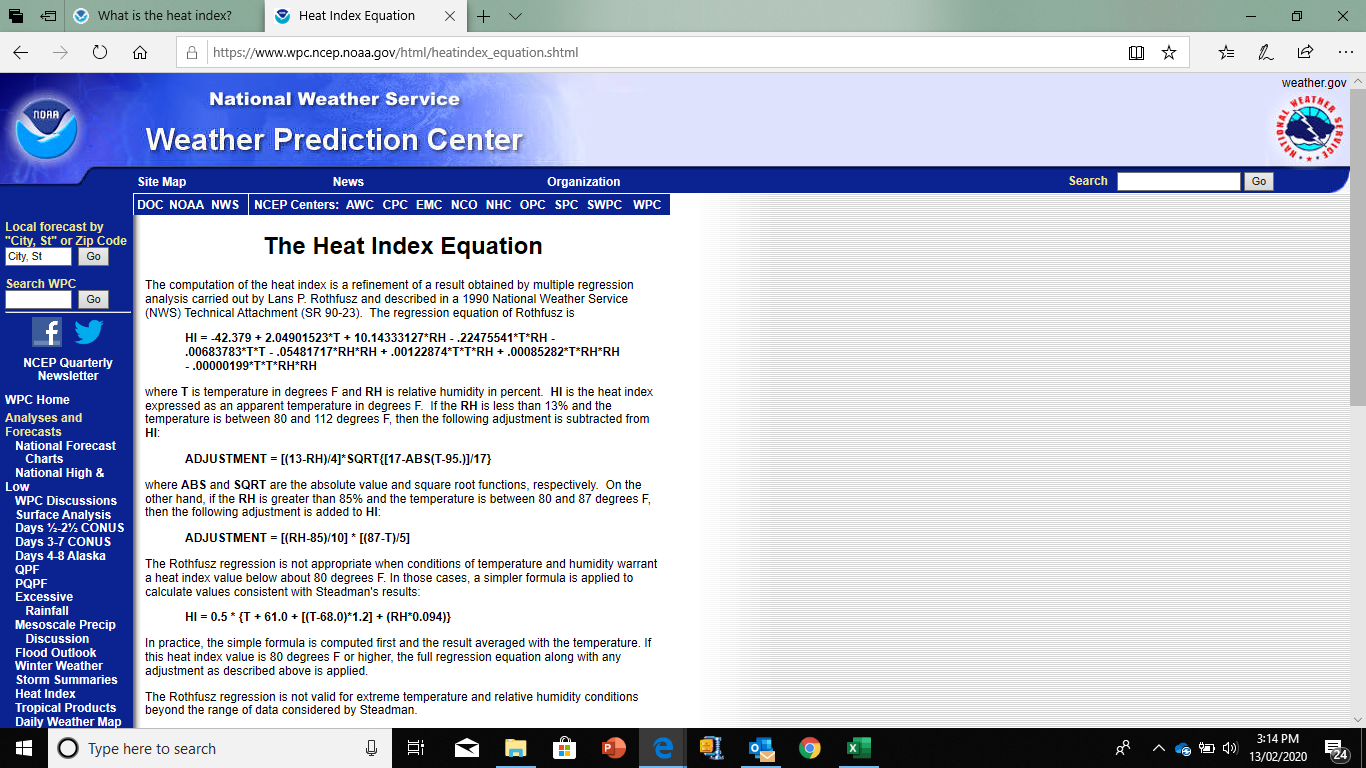 What is the heat index?
Heat Index Equation
https://www.wpc.ncep.noaa.gov/html/heatindex_equation.shtml
weather.gov
NOAA
National Weather Service
Weather Prediction Center
NATIONAL WEATHER SERVICE
Site Map News Organization Search Go
DOC NOAA NWS NCEP Centers: AWC CPC EMC NCO NHC OPC SPC SWPC WPC
Local forecast by
"City, St" or Zip Code
City, St Go
Search WPC
Go
NCEP Quarterly
Newsletter
WPC Home
Analyses and
Forecasts
National Forecast
Charts
National High &
Low
WPC Discussions
Surface Analysis
Days ½-2½ CONUS
Days 3-7 CONUS
Days 4-8 Alaska
QPF
PQPF
Excessive
Rainfall
Mesoscale Precip
Discussion
Flood Outlook
Winter Weather
Storm Summaries
Heat Index
Tropical Products
Daily Weather Map
The Heat Index Equation
The computation of the heat index is a refinement of a result obtained by multiple regression
analysis carried out by Lans P. Rothfusz and described in a 1990 National Weather Service
(NWS) Technical Attachment (SR 90-23). The regression equation of Rothfusz is
HI = -42.379 + 2.04901523*T + 10.14333127*RH - .22475541*T*RH -
.00683783*T*T - .05481717*RH*RH + .00122874*T*T*RH + .00085282*T*RH*RH
- .00000199*T*T*RH*RH
where T is temperature in degrees F and RH is relative humidity in percent. HI is the heat index
expressed as an apparent temperature in degrees F. If the RH is less than 13% and the
temperature is between 80 and 112 degrees F, then the following adjustment is subtracted from
HI:
ADJUSTMENT = [(13-RH)/4]*SQRT{[17-ABS(T-95.)]/17}
where ABS and SQRT are the absolute value and square root functions, respectively. On the
other hand, if the RH is greater than 85% and the temperature is between 80 and 87 degrees F,
then the following adjustment is added to HI:
ADJUSTMENT = [(RH-85)/10] * [(87-T)/5]
The Rothfusz regression is not appropriate when conditions of temperature and humidity warrant
a heat index value below about 80 degrees F. In those cases, a simpler formula is applied to
calculate values consistent with Steadman's results:
HI = 0.5 * {T + 61.0 + [(T-68.0)*1.2] + (RH*0.094)}
In practice, the simple formula is computed first and the result averaged with the temperature. If
this heat index value is 80 degrees F or higher, the full regression equation along with any
adjustment as described above is applied.
The Rothfusz regression is not valid for extreme temperature and relative humidity conditions
beyond the range of data considered by Steadman.
Type here to search
3:14 PM
13/02/2020
24